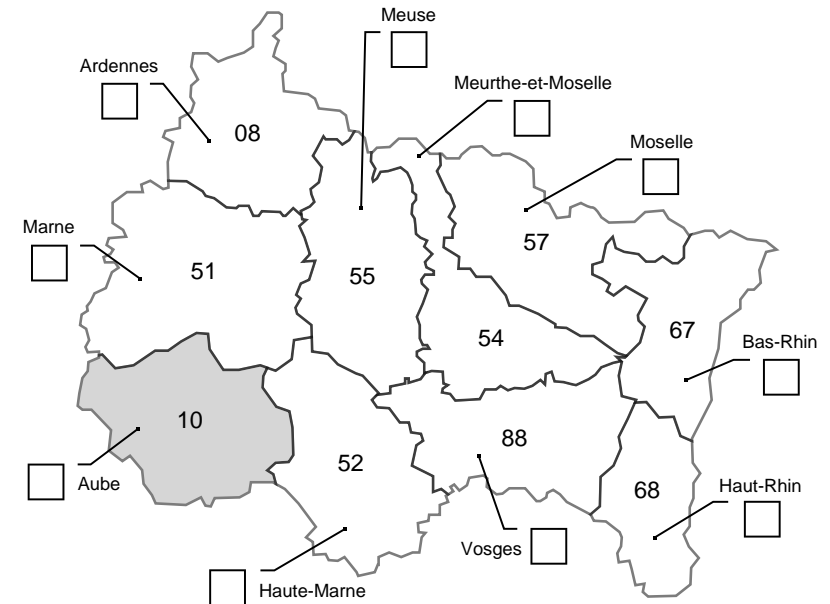 Meuse
Ardennes
Meurthe-et-Moselle
08
Moselle
Marne
57
51
55
67
54
Bas-Rhin
10
88
52
Aube
68
Haut-Rhin
Vosges
Haute-Marne